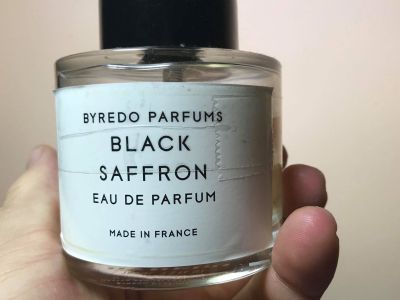 BYREDO PARFUMS
BLACK
SAFFRON
EAU DE PARFUM
MADE IN FRANCE